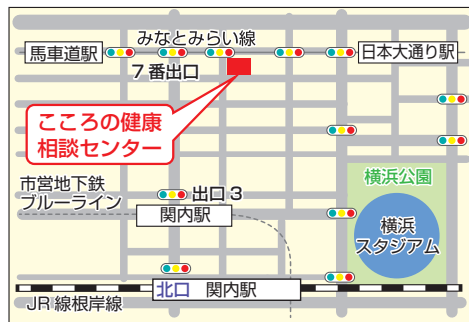 みなとみらい線
馬車道駅
日本大通り駅
7番出口
こころの健康
相談センター
横浜公園
市営地下鉄
ブルーライン
出口3
関内駅
横浜
スタジアム
北口 関内駅
JR線根岸線